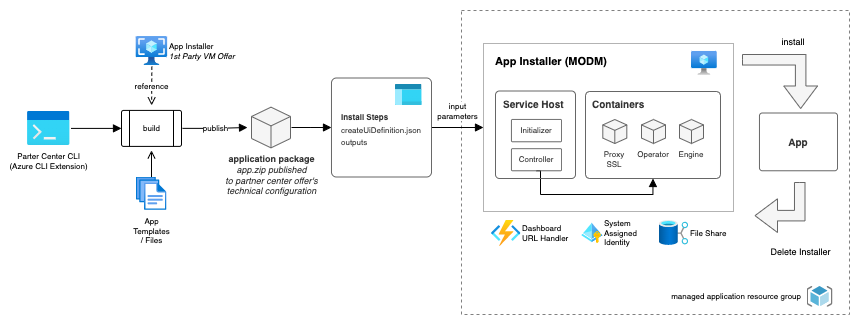 App Installer
1st Party VM Offer
reference
build
publish
Parter Center CLI
(Azure CLI Extension)
App
Templates
/ Files
application package
app.zip published
to partner center offer's
technical configuration
Install Steps
createUiDefinition.json
outputs
input
parameters
App Installer (MODM)
Service Host
Initializer
Controller
Containers
Proxy
SSL
Operator
Engine
Dashboard
URL Handler
System
Assigned
Identity
File Share
install
App
Delete Installer
managed application resource group